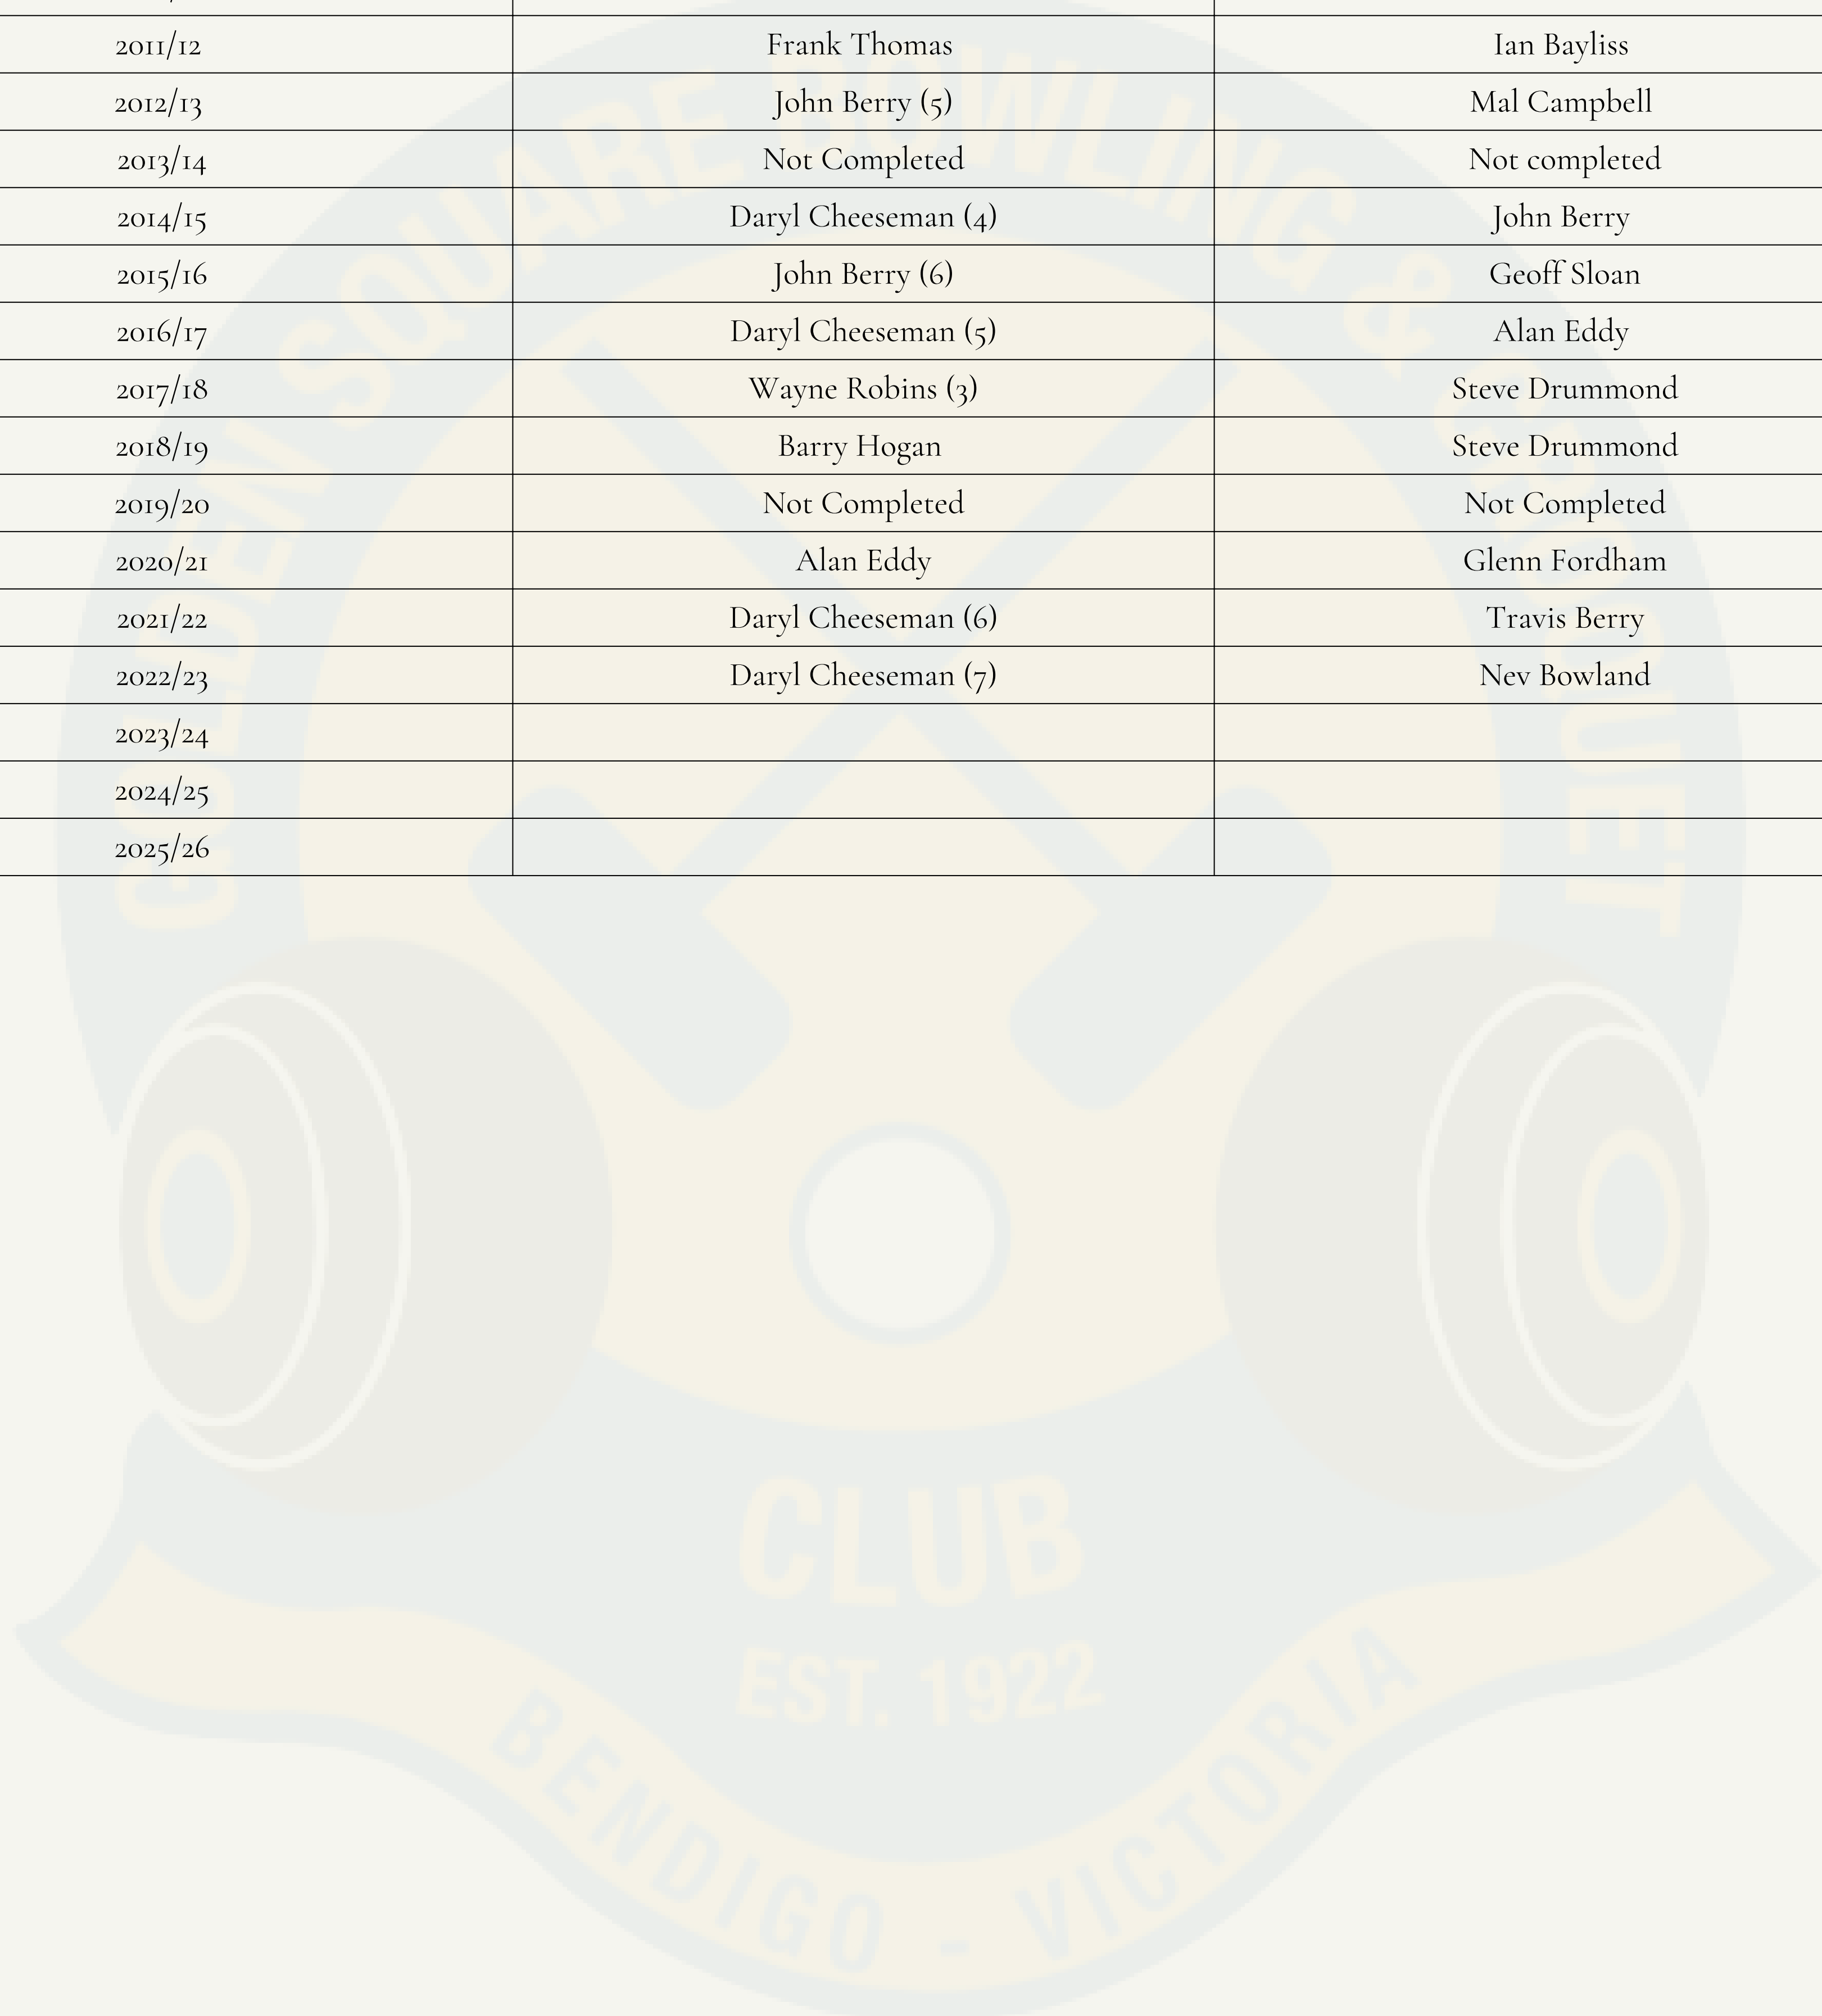 2011/12 Frank Thomas Ian Bayliss
2012/13 John Berry (5) Mal Campbell
2013/14 Not Completed Not completed
2014/15 Daryl Cheeseman (4) John Berry
2015/16 John Berry (6) Geoff Sloan
2016/17 Daryl Cheeseman (5) Alan Eddy
2017/18 Wayne Robins (3) Steve Drummond
2018/19 Barry Hogan Steve Drummond
2019/20 Not Completed Not Completed
2020/21 Alan Eddy Glenn Fordham
2021/22 Daryl Cheeseman (6) Travis Berry
2022/23 Daryl Cheeseman (7) Nev Bowland
2023/24
2024/25
2025/26
GOLDEN SQUARE BOWLING & CROQUET
CLUB
EST. 1922
BENDIGO - VICTORIA